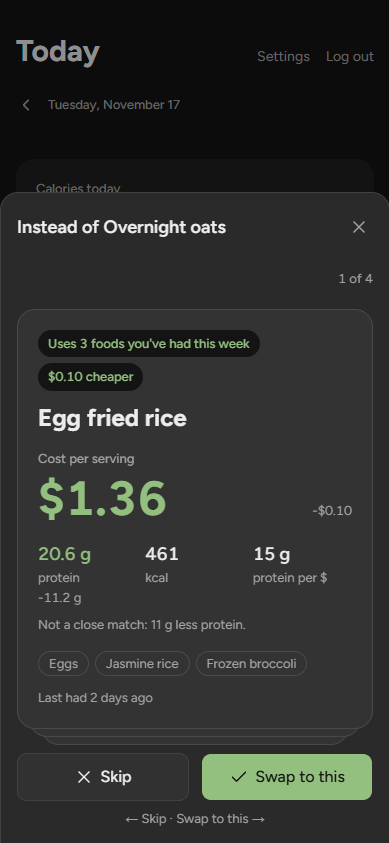 Today
Settings
Log out
Tuesday, November 17
Calories today
Instead of Overnight oats
1 of 4
Uses 3 foods you've had this week
$0.10 cheaper
Egg fried rice
Cost per serving
$1.36
-$0.10
20.6 g
461
15 g
protein
kcal
protein per $
-11.2 g
Not a close match: 11 g less protein.
Eggs
Jasmine rice
Frozen broccoli
Last had 2 days ago
Skip
Swap to this
← Skip · Swap to this →